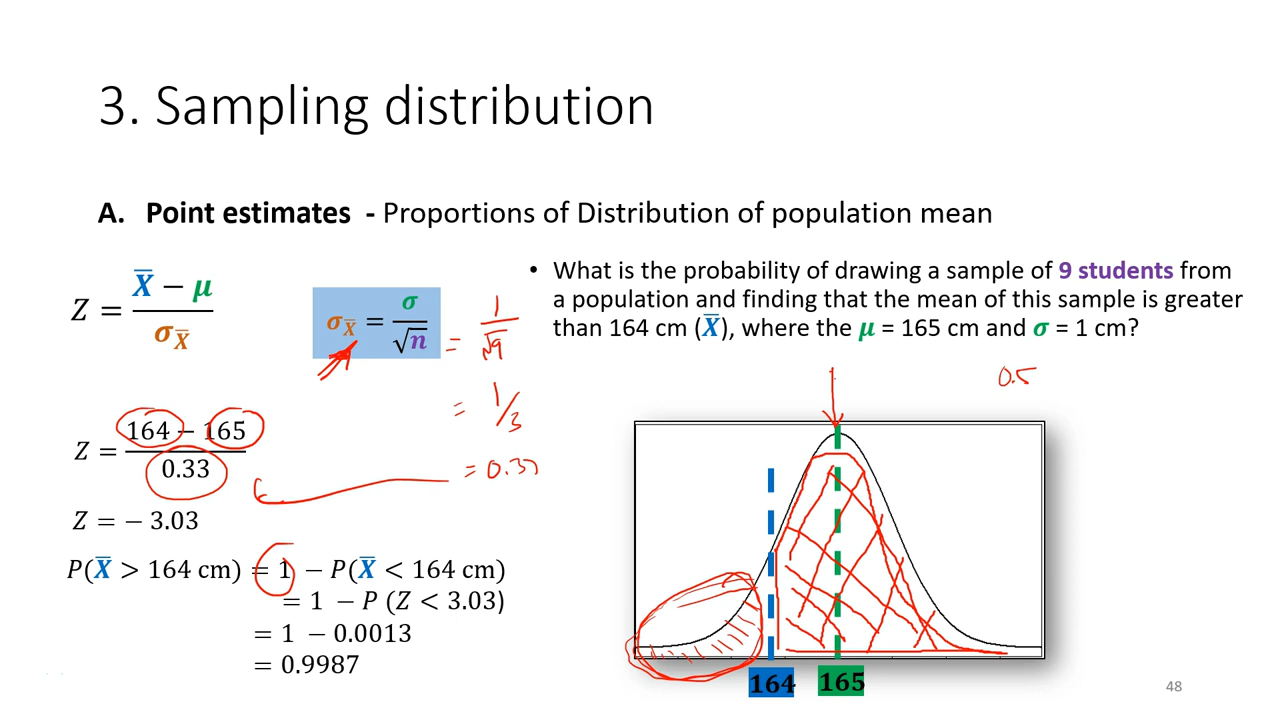 3. Sampling distribution
A. Point estimates - Proportions of Distribution of population mean
Z = (X̄ − μ) / σ_X̄
σ_X̄ = σ / √n
= 1 / √9
= 1/3
= 0.33
• What is the probability of drawing a sample of 9 students from
a population and finding that the mean of this sample is greater
than 164 cm (X̄), where the μ = 165 cm and σ = 1 cm?
Z = (164 − 165) / 0.33
Z = − 3.03
P(X̄ > 164 cm) = 1 − P(X̄ < 164 cm)
= 1 − P (Z < 3.03)
= 1 − 0.0013
= 0.9987
0.5
164
165
48